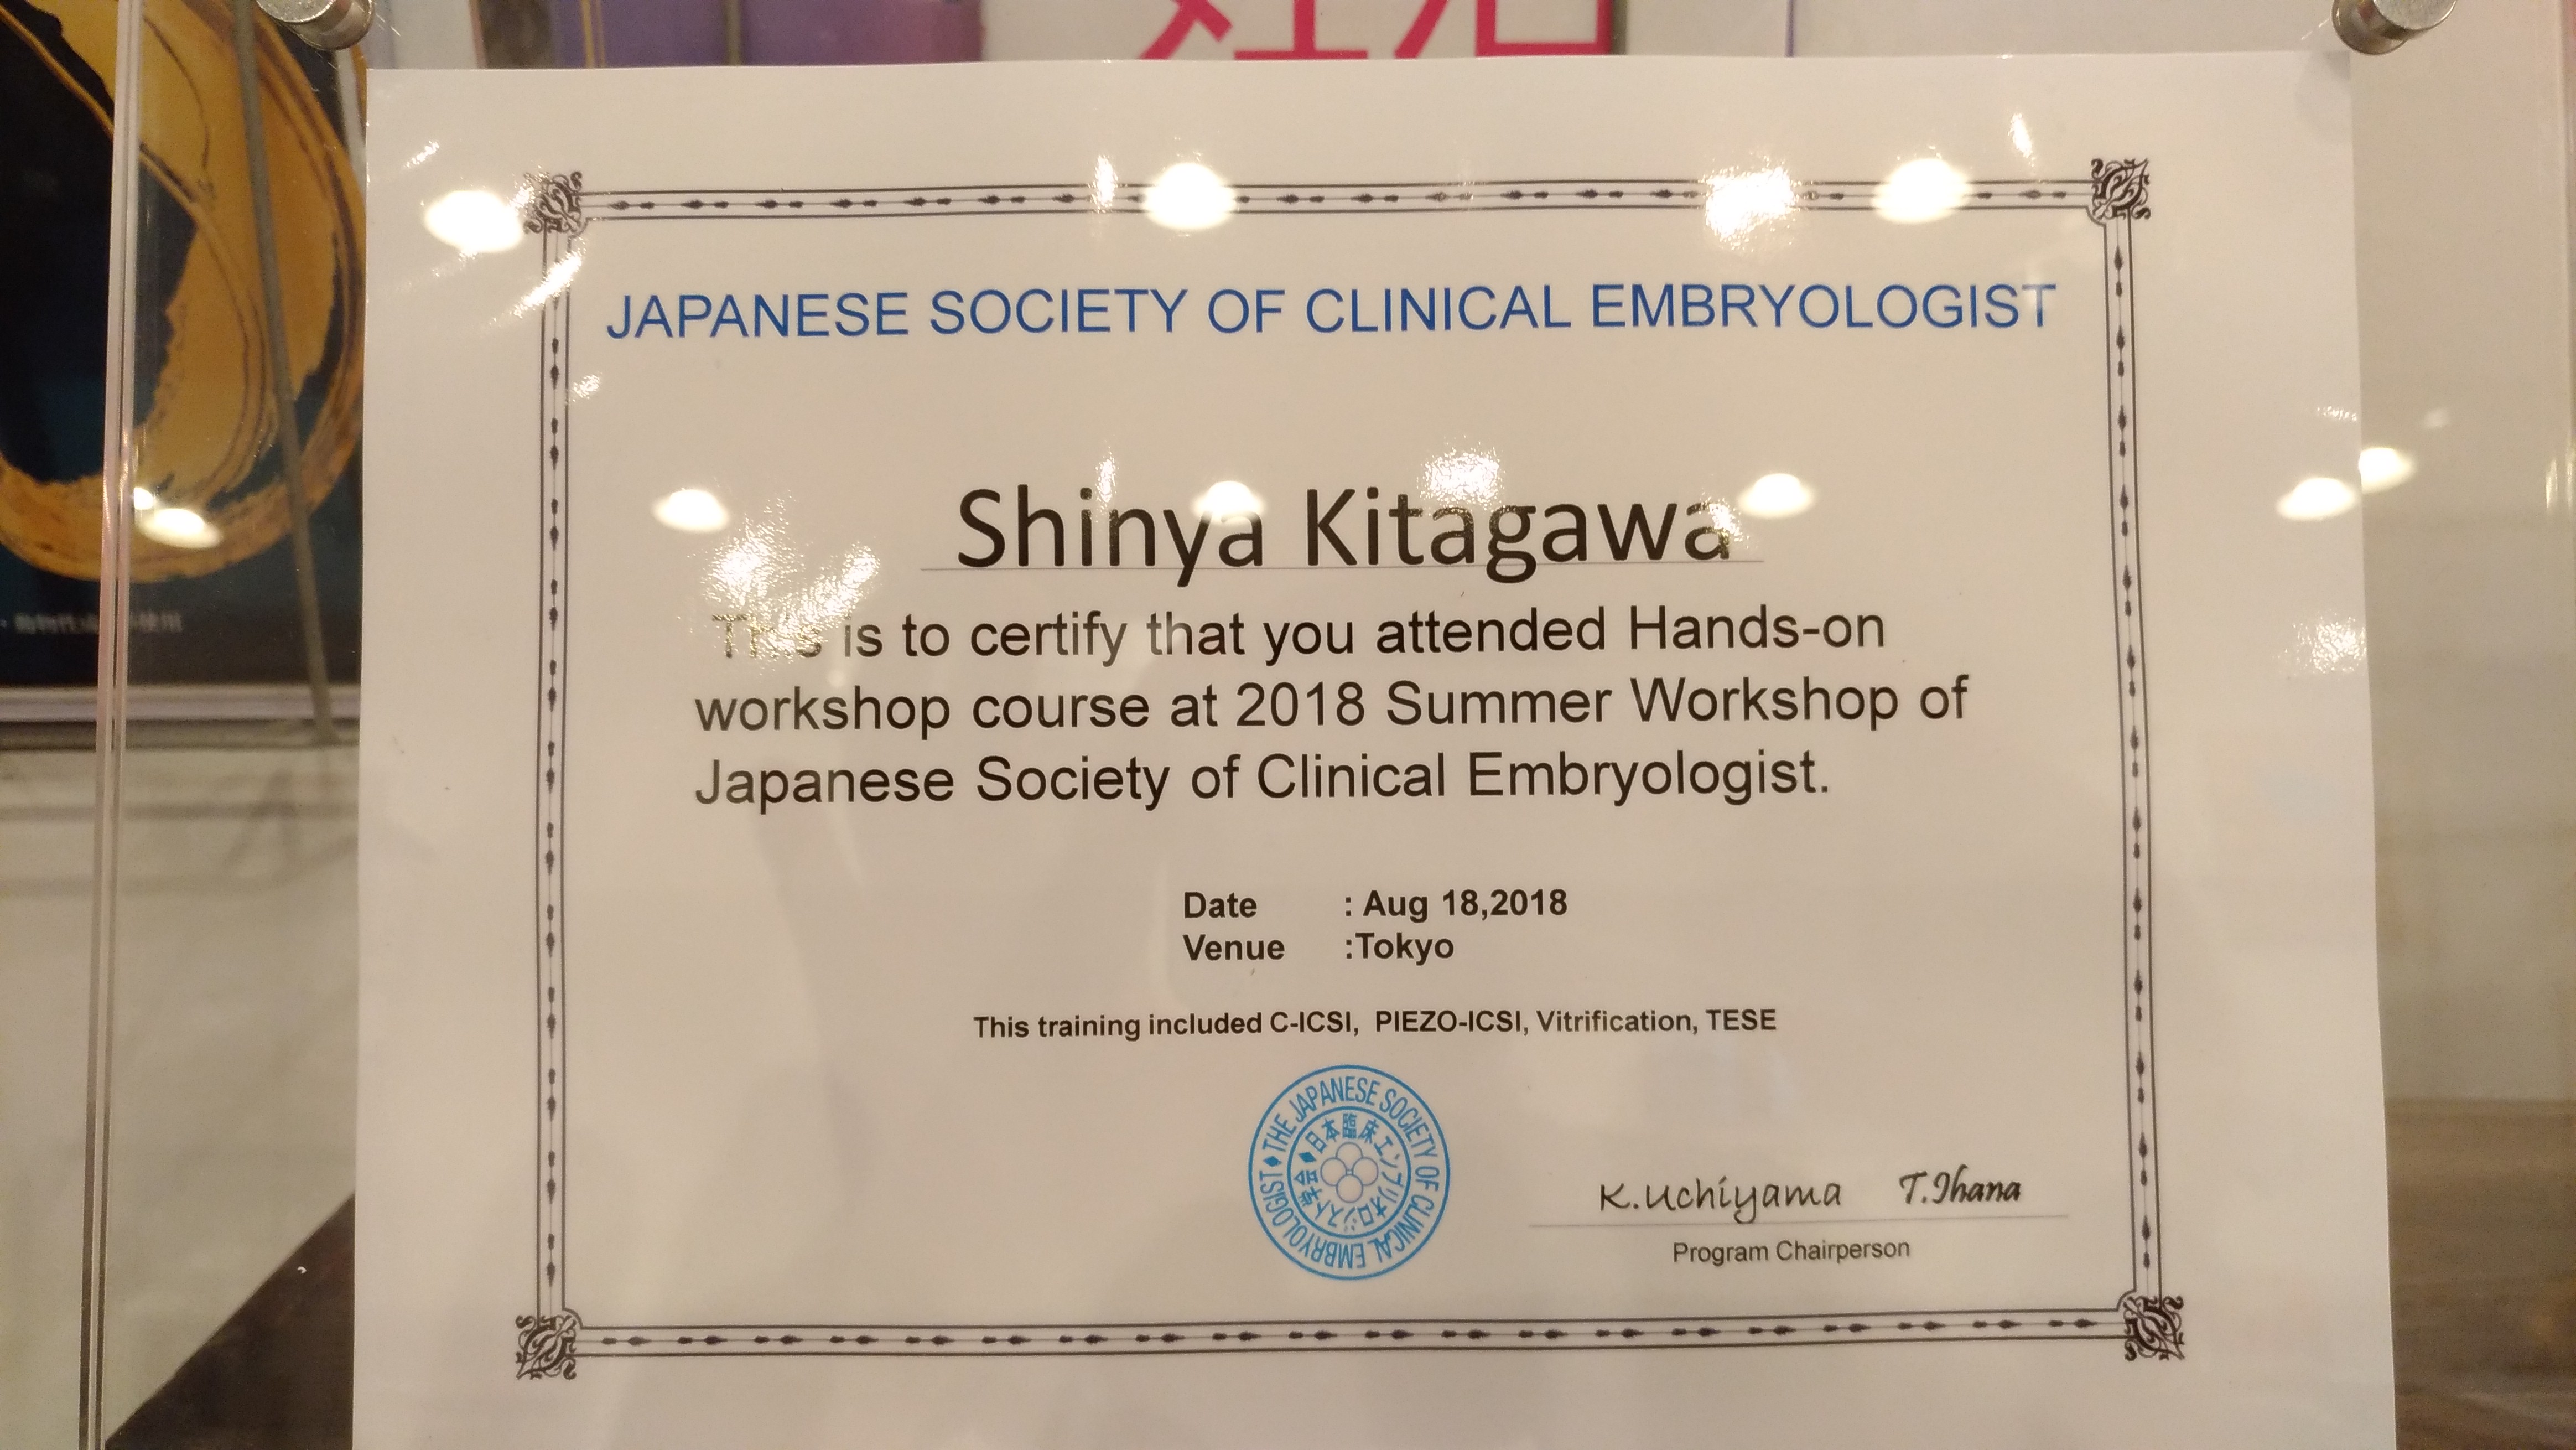 妊活
JAPANESE SOCIETY OF CLINICAL EMBRYOLOGIST
Shinya Kitagawa
This is to certify that you attended Hands-on
workshop course at 2018 Summer Workshop of
Japanese Society of Clinical Embryologist.
Date : Aug 18,2018
Venue :Tokyo
This training included C-ICSI, PIEZO-ICSI, Vitrification, TESE
THE JAPANESE SOCIETY OF CLINICAL EMBRYOLOGIST
日本臨床エンブリオロジスト学会
K.Uchiyama T.Ihana
Program Chairperson